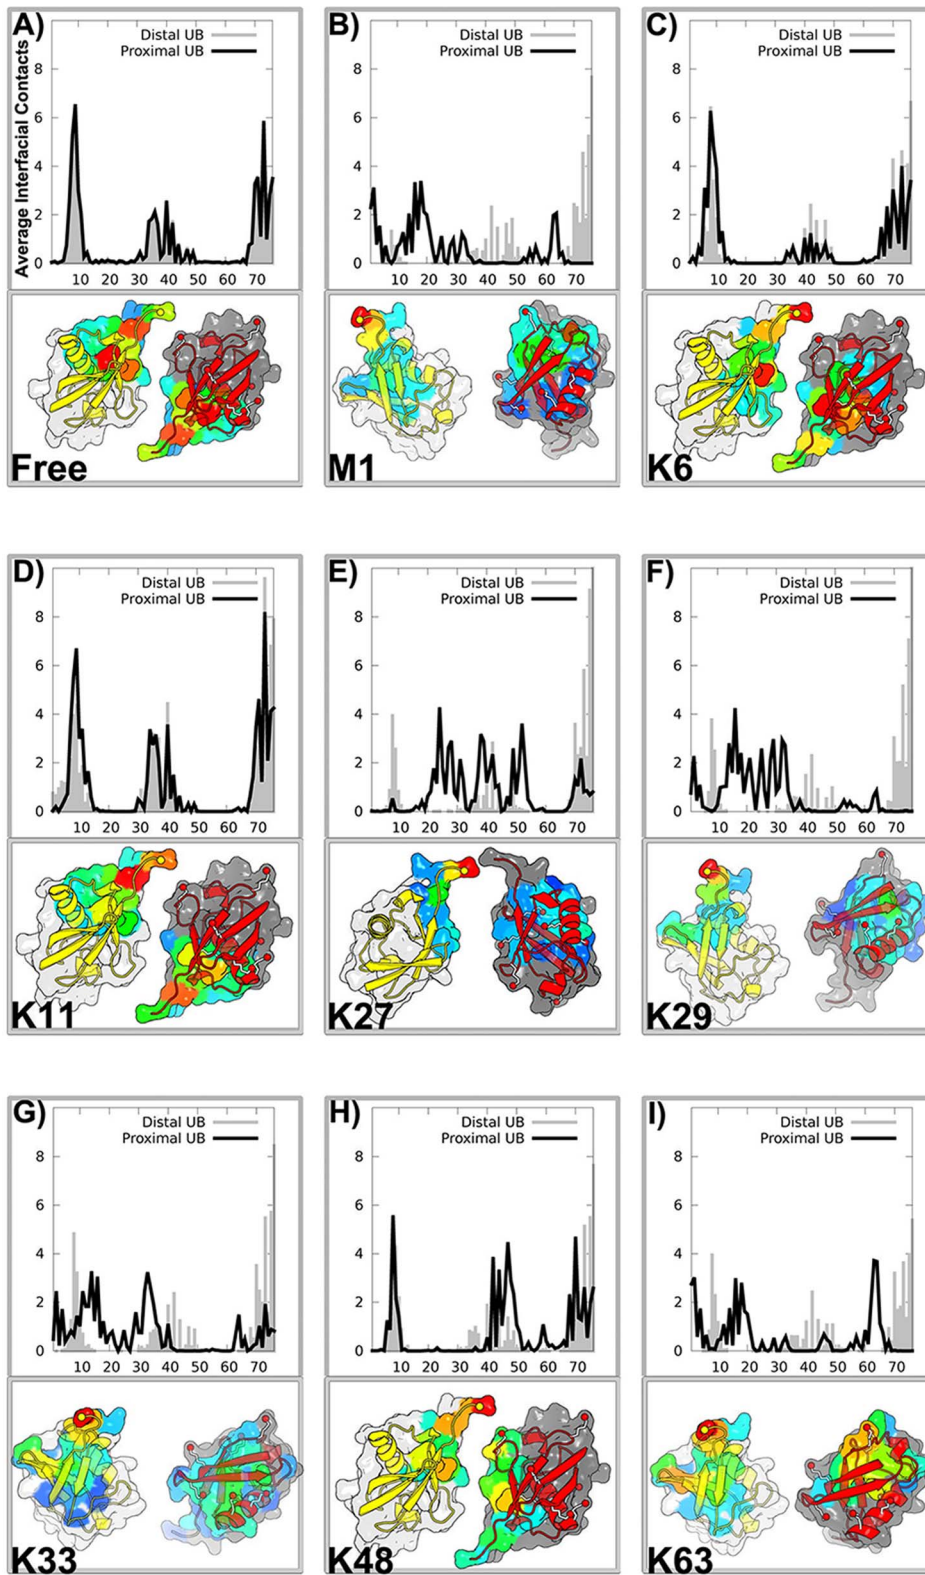 A)
Distal UB
Proximal UB
Average Interfacial Contacts
8
6
4
2
0
10 20 30 40 50 60 70
Free
B)
Distal UB
Proximal UB
8
6
4
2
0
10 20 30 40 50 60 70
M1
C)
Distal UB
Proximal UB
8
6
4
2
0
10 20 30 40 50 60 70
K6
D)
Distal UB
Proximal UB
8
6
4
2
0
10 20 30 40 50 60 70
K11
E)
Distal UB
Proximal UB
8
6
4
2
0
10 20 30 40 50 60 70
K27
F)
Distal UB
Proximal UB
8
6
4
2
0
10 20 30 40 50 60 70
K29
G)
Distal UB
Proximal UB
8
6
4
2
0
10 20 30 40 50 60 70
K33
H)
Distal UB
Proximal UB
8
6
4
2
0
10 20 30 40 50 60 70
K48
I)
Distal UB
Proximal UB
8
6
4
2
0
10 20 30 40 50 60 70
K63